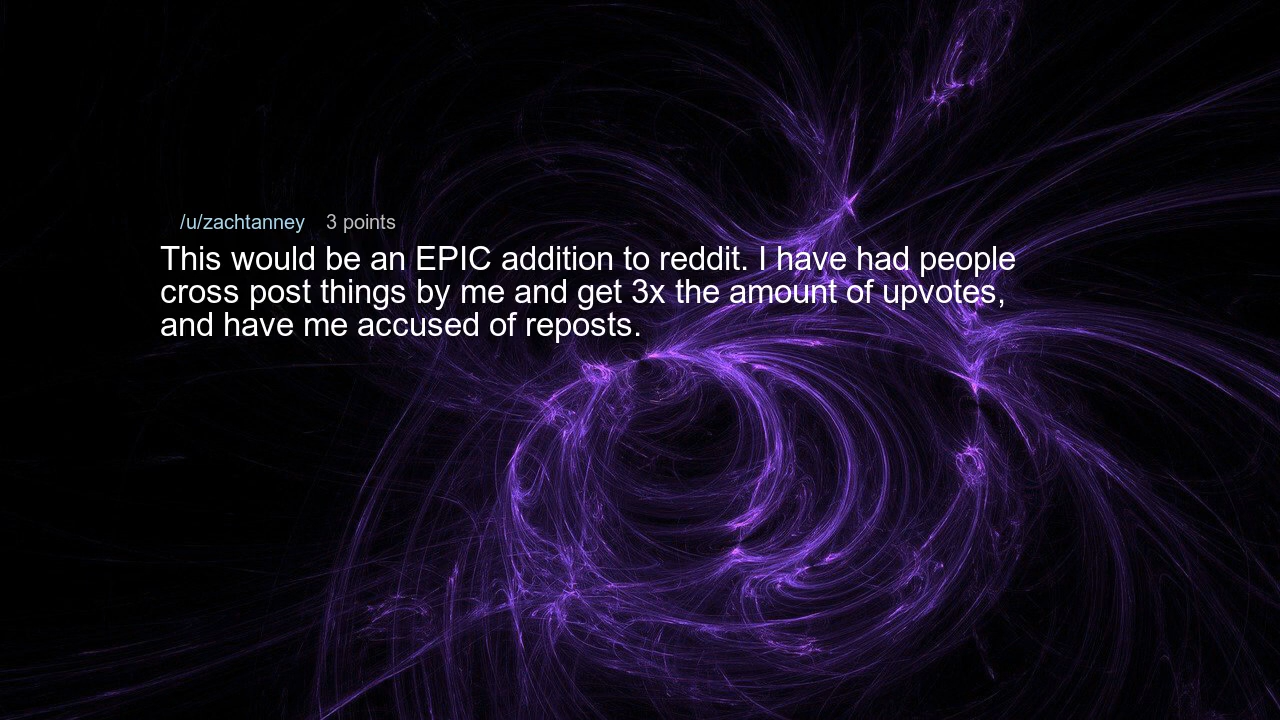 /u/zachtanney 3 points
This would be an EPIC addition to reddit. I have had people
cross post things by me and get 3x the amount of upvotes,
and have me accused of reposts.